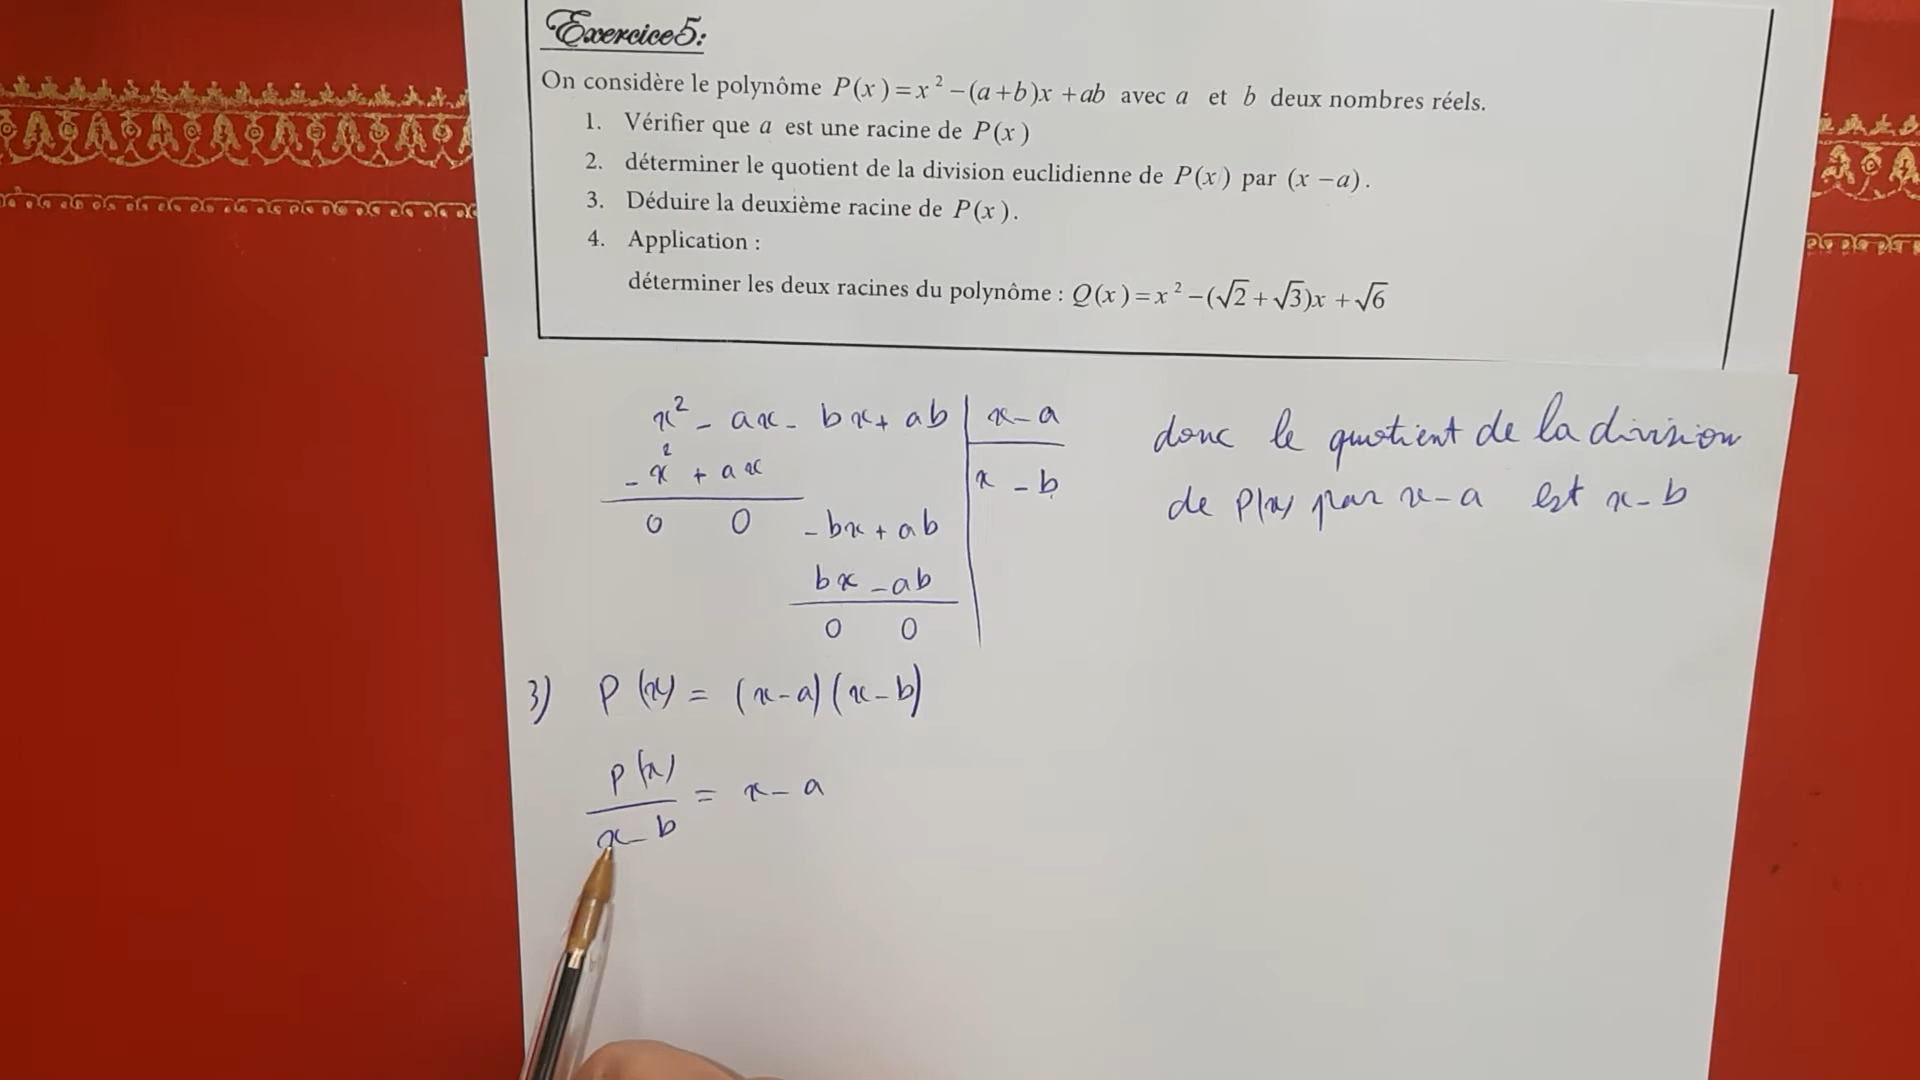 Exercice5:
On considère le polynôme P(x)=x²−(a+b)x+ab avec a et b deux nombres réels.
1. Vérifier que a est une racine de P(x)
2. déterminer le quotient de la division euclidienne de P(x) par (x−a).
3. Déduire la deuxième racine de P(x).
4. Application :
déterminer les deux racines du polynôme : Q(x)=x²−(√2+√3)x+√6
x² - ax - bx + ab | x - a
- x² + ax | x - b
0 0 - bx + ab
bx - ab
0 0
donc le quotient de la division
de P(x) par x - a est x - b
3) P(x) = (x - a)(x - b)
P(x)/(x - b) = x - a